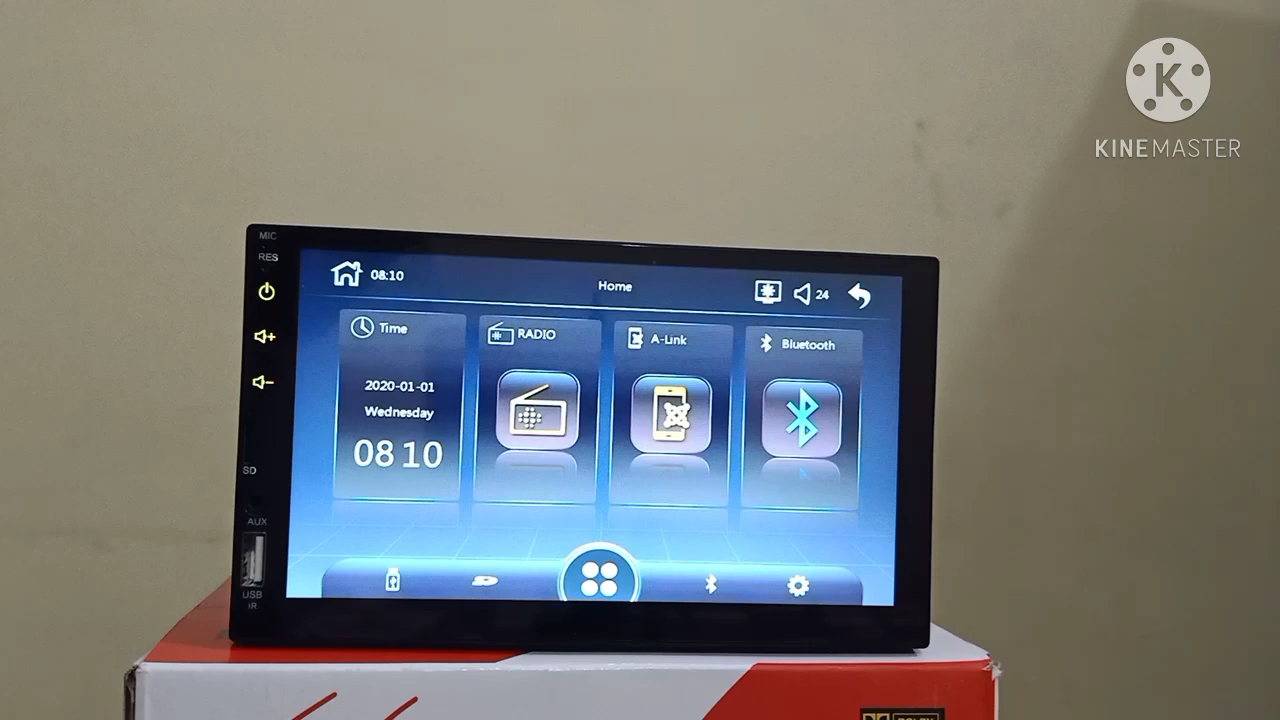 KINEMASTER
MIC
RES
08:10
Home
24
Time
RADIO
A-Link
Bluetooth
2020-01-01
Wednesday
08 10
SD
AUX
USB
IR